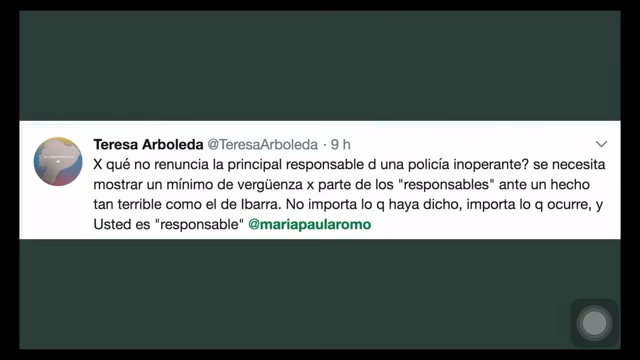 Teresa Arboleda @TeresaArboleda · 9 h
X qué no renuncia la principal responsable d una policía inoperante? se necesita
mostrar un mínimo de vergüenza x parte de los "responsables" ante un hecho
tan terrible como el de Ibarra. No importa lo q haya dicho, importa lo q ocurre, y
Usted es "responsable" @mariapaularomo